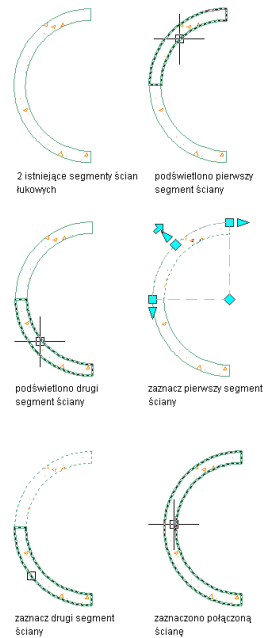 2 istniejące segmenty ścian
łukowych
podświetlono pierwszy
segment ściany
podświetlono drugi
segment ściany
zaznacz pierwszy segment
ściany
zaznacz drugi segment
ściany
zaznaczono połączoną
ścianę